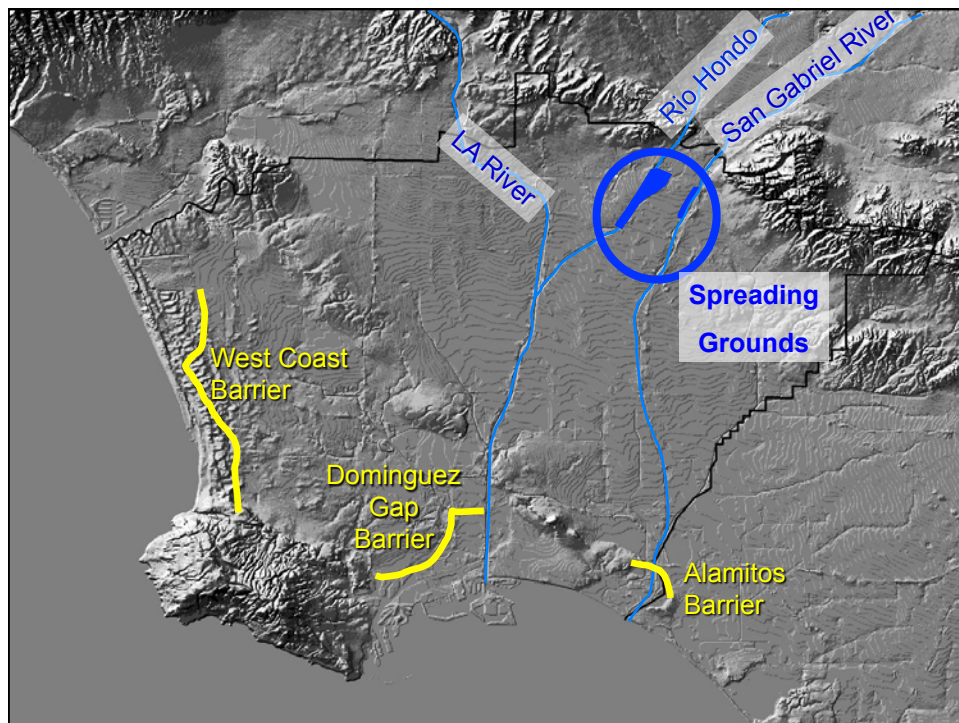 Rio Hondo
San Gabriel River
LA River
Spreading
Grounds
West Coast
Barrier
Dominguez
Gap
Barrier
Alamitos
Barrier